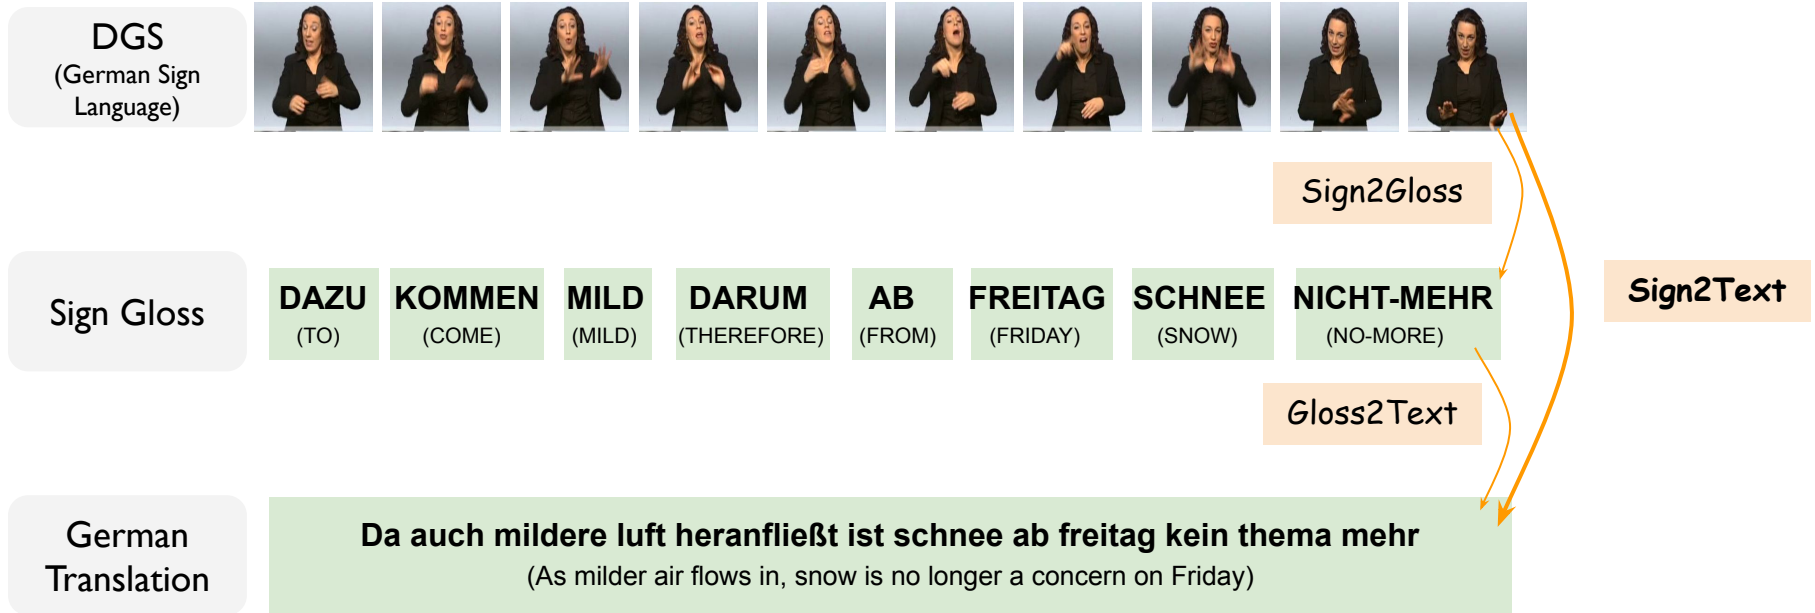 DGS
(German Sign
Language)
Sign2Gloss
Sign Gloss
DAZU KOMMEN MILD DARUM AB FREITAG SCHNEE NICHT-MEHR
(TO) (COME) (MILD) (THEREFORE) (FROM) (FRIDAY) (SNOW) (NO-MORE)
Sign2Text
Gloss2Text
German
Translation
Da auch mildere luft heranfließt ist schnee ab freitag kein thema mehr
(As milder air flows in, snow is no longer a concern on Friday)